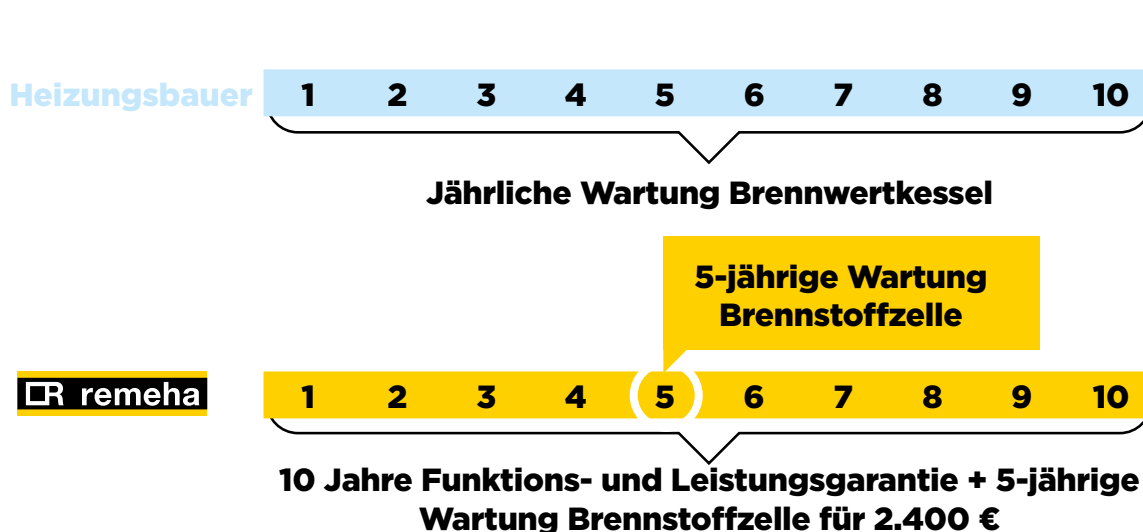 Heizungsbauer 1 2 3 4 5 6 7 8 9 10
Jährliche Wartung Brennwertkessel
5-jährige Wartung
Brennstoffzelle
remeha 1 2 3 4 5 6 7 8 9 10
10 Jahre Funktions- und Leistungsgarantie + 5-jährige
Wartung Brennstoffzelle für 2.400 €